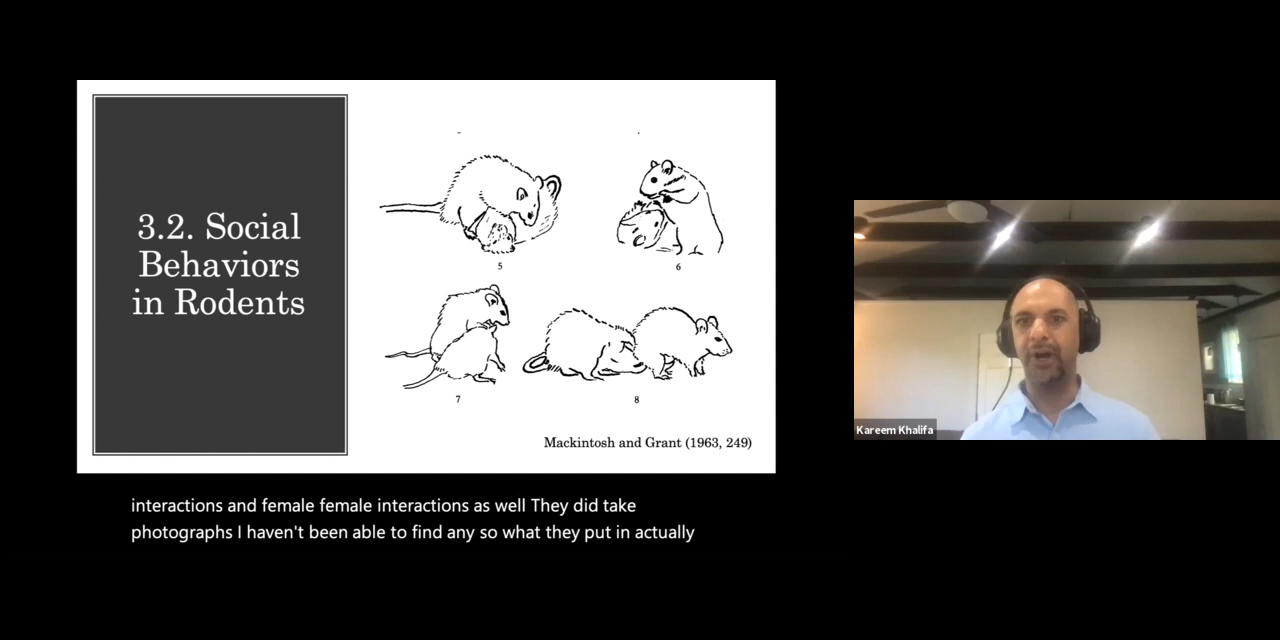 3.2. Social
Behaviors
in Rodents
5
6
7
8
Mackintosh and Grant (1963, 249)
Kareem Khalifa
interactions and female female interactions as well They did take
photographs I haven't been able to find any so what they put in actually